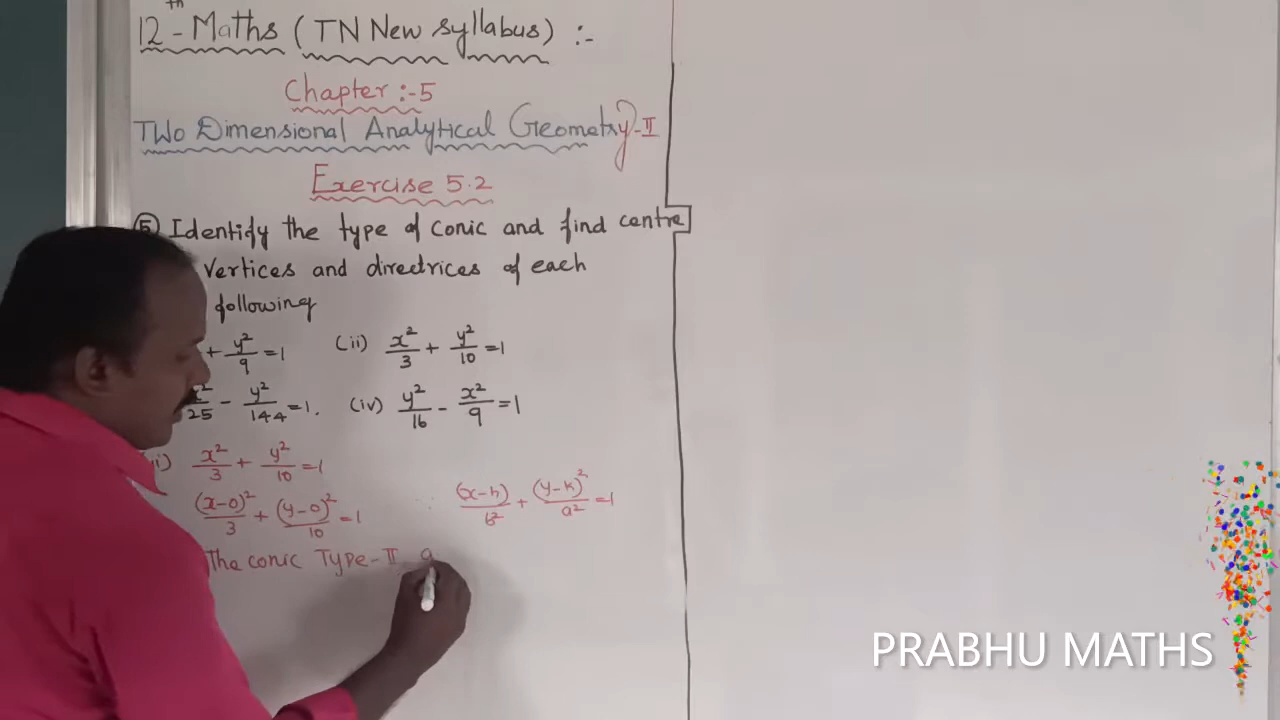 12th - Maths ( TN New syllabus ) :-
Chapter :-5
TWO Dimensional Analytical Geometry-II
Exercise 5.2
⑤ Identify the type of conic and find centre
vertices and directrices of each
following
+ y²/9 = 1 (ii) x²/3 + y²/10 = 1
x²/25 - y²/144 = 1. (iv) y²/16 - x²/9 = 1
x²/3 + y²/10 = 1
(x-0)²/3 + (y-0)²/10 = 1 ∵ (x-h)/b² + (y-k)²/a² = 1
The conic Type-II
PRABHU MATHS